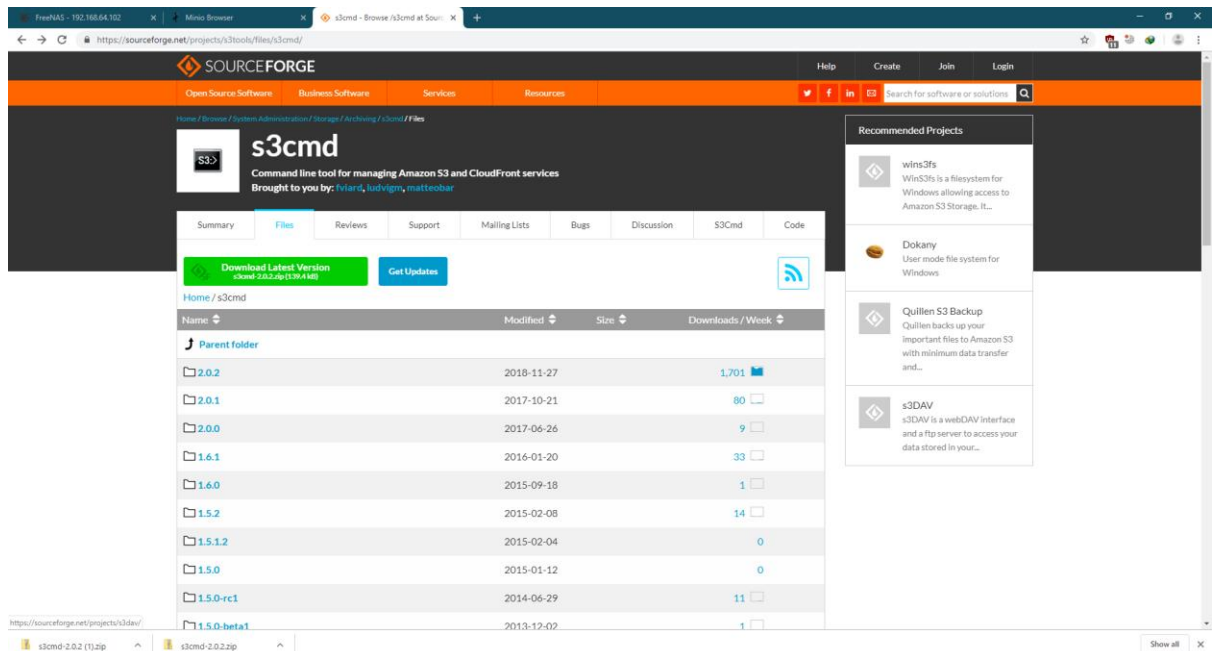 FreeNAS - 192.168.64.102
Minio Browser
s3cmd - Browse /s3cmd at Sour
https://sourceforge.net/projects/s3tools/files/s3cmd/
11
SOURCEFORGE
Help Create Join Login
Open Source Software Business Software Services Resources
Search for software or solutions
Home / Browse / System Administration / Storage / Archiving / s3cmd / Files
S3:>
s3cmd
Command line tool for managing Amazon S3 and CloudFront services
Brought to you by: fviard, ludvigm, matteobar
Summary Files Reviews Support Mailing Lists Bugs Discussion S3Cmd Code
Download Latest Version
s3cmd-2.0.2.zip (139.4 kB)
Get Updates
Home / s3cmd
Name Modified Size Downloads / Week
Parent folder
2.0.2 2018-11-27 1,701
2.0.1 2017-10-21 80
2.0.0 2017-06-26 9
1.6.1 2016-01-20 33
1.6.0 2015-09-18 1
1.5.2 2015-02-08 14
1.5.1.2 2015-02-04 0
1.5.0 2015-01-12 0
1.5.0-rc1 2014-06-29 11
1.5.0-beta1 2013-12-02 1
Recommended Projects
wins3fs
WinS3fs is a filesystem for
Windows allowing access to
Amazon S3 Storage. It...
Dokany
User mode file system for
Windows
Quillen S3 Backup
Quillen backs up your
important files to Amazon S3
with minimum data transfer
and...
s3DAV
s3DAV is a webDAV interface
and a ftp server to access your
data stored in your...
https://sourceforge.net/projects/s3dav/
s3cmd-2.0.2 (1).zip
s3cmd-2.0.2.zip
Show all